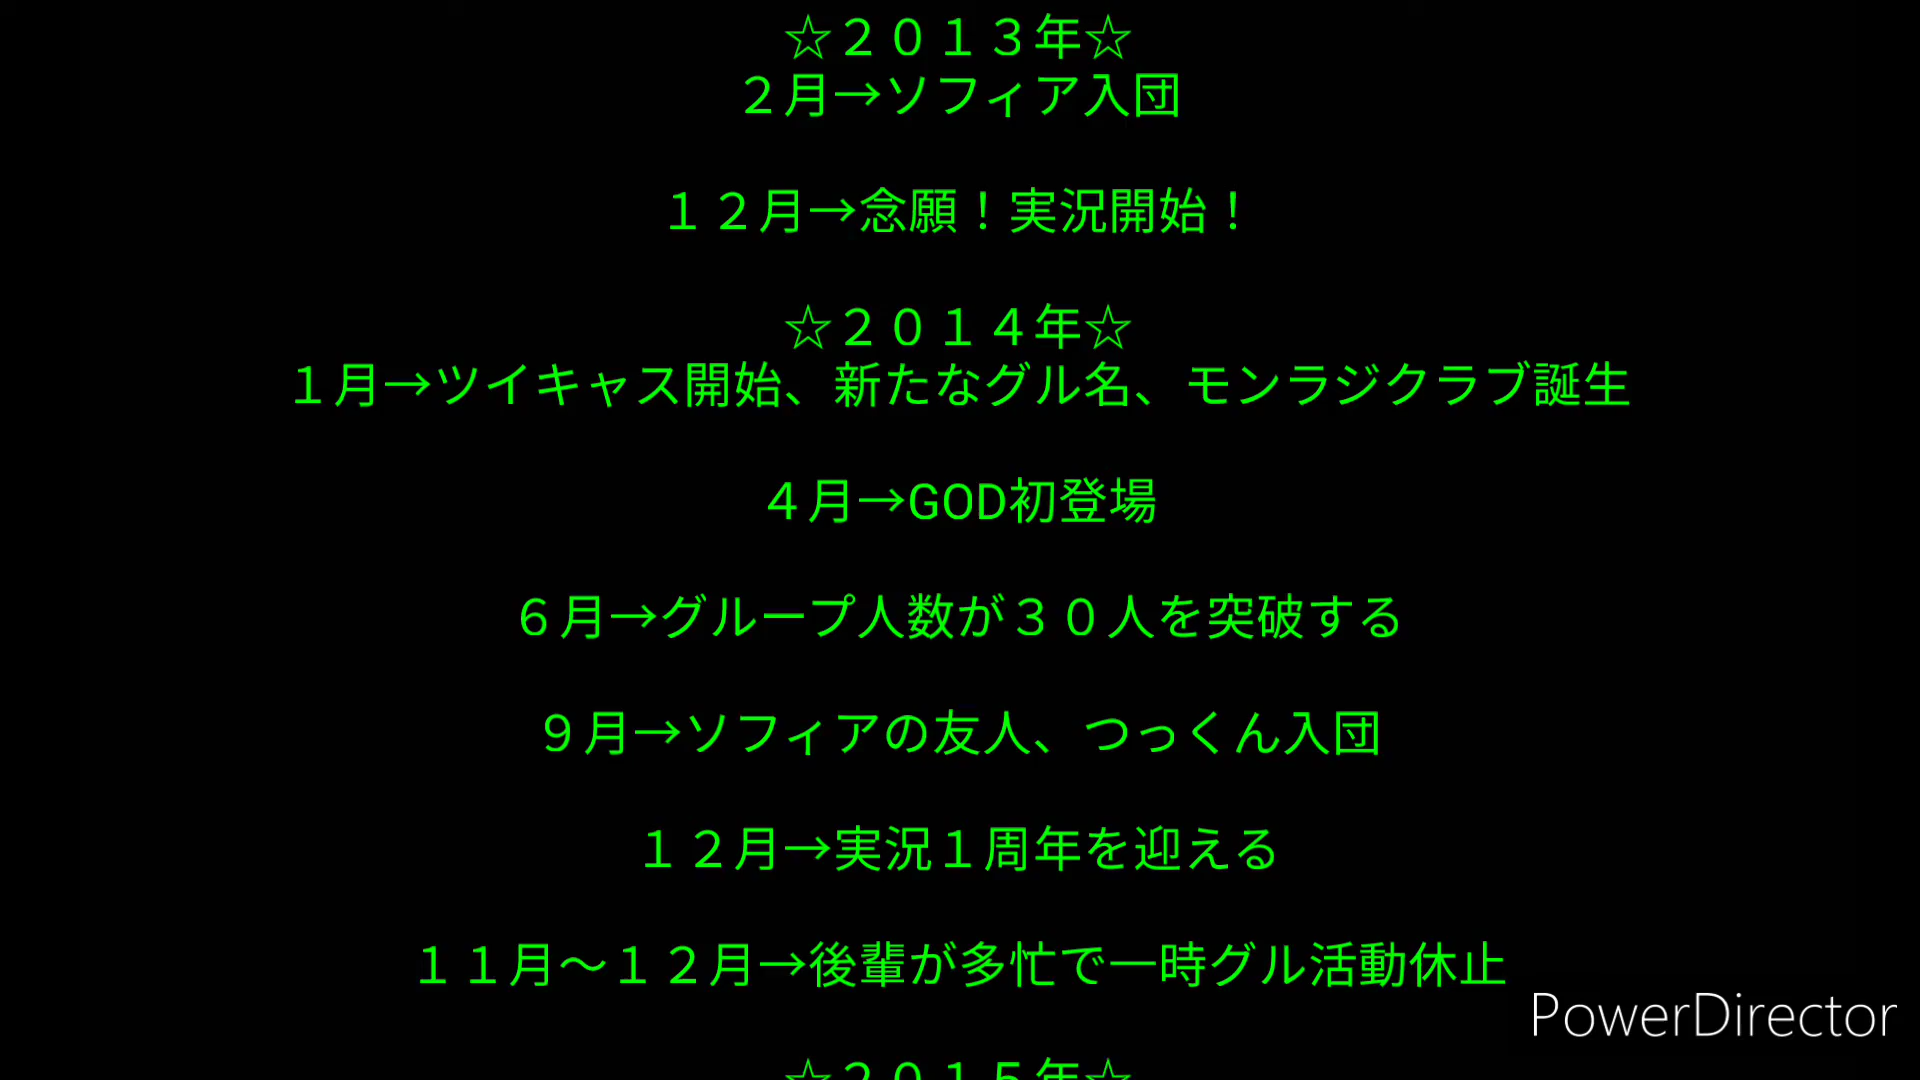 ☆２０１３年☆
２月→ソフィア入団
１２月→念願！実況開始！
☆２０１４年☆
１月→ツイキャス開始、新たなグル名、モンラジクラブ誕生
４月→GOD初登場
６月→グループ人数が３０人を突破する
９月→ソフィアの友人、つっくん入団
１２月→実況１周年を迎える
１１月～１２月→後輩が多忙で一時グル活動休止
PowerDirector
☆２０１５年☆